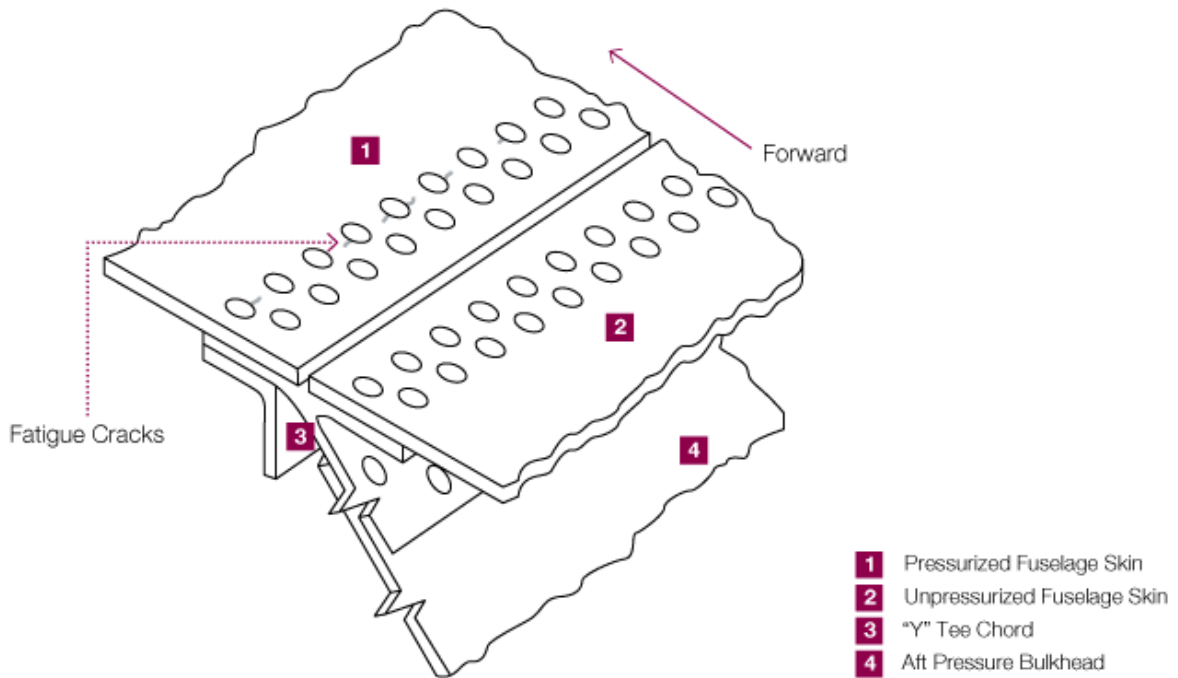 1
Forward
2
Fatigue Cracks
3
4
1 Pressurized Fuselage Skin
2 Unpressurized Fuselage Skin
3 “Y” Tee Chord
4 Aft Pressure Bulkhead